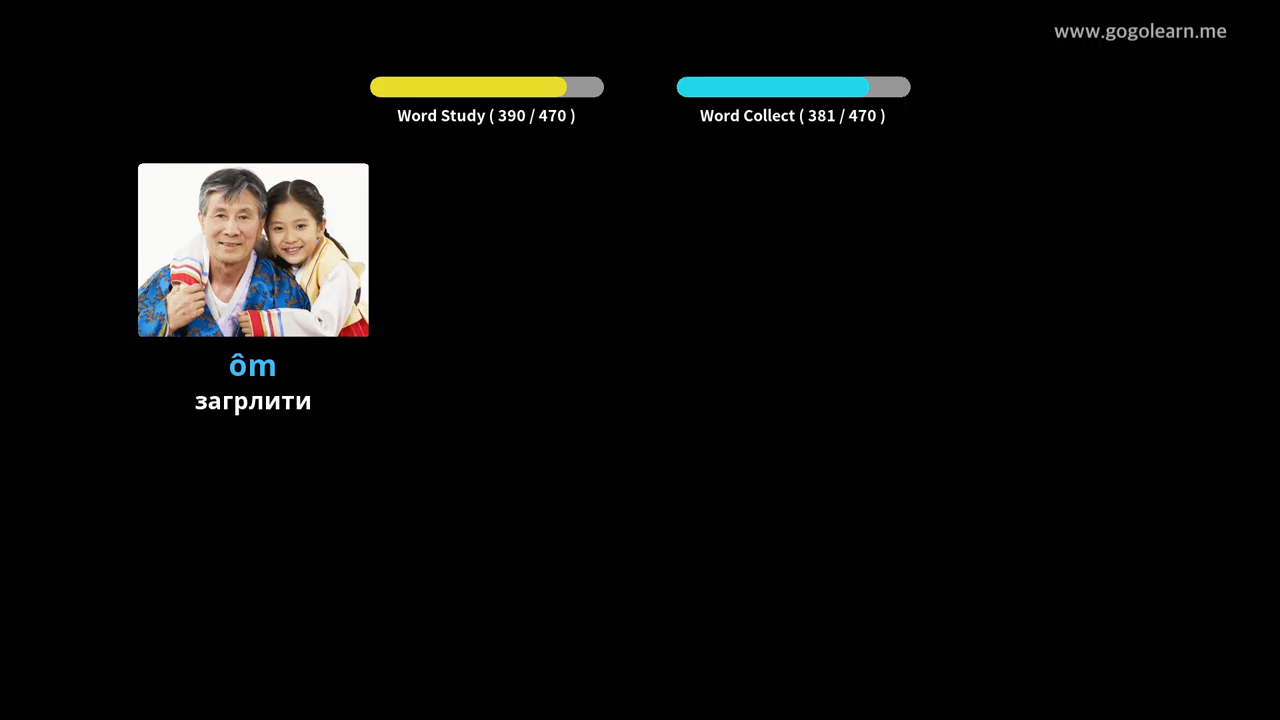 www.gogolearn.me
Word Study ( 390 / 470 )
Word Collect ( 381 / 470 )
ôm
загрлити